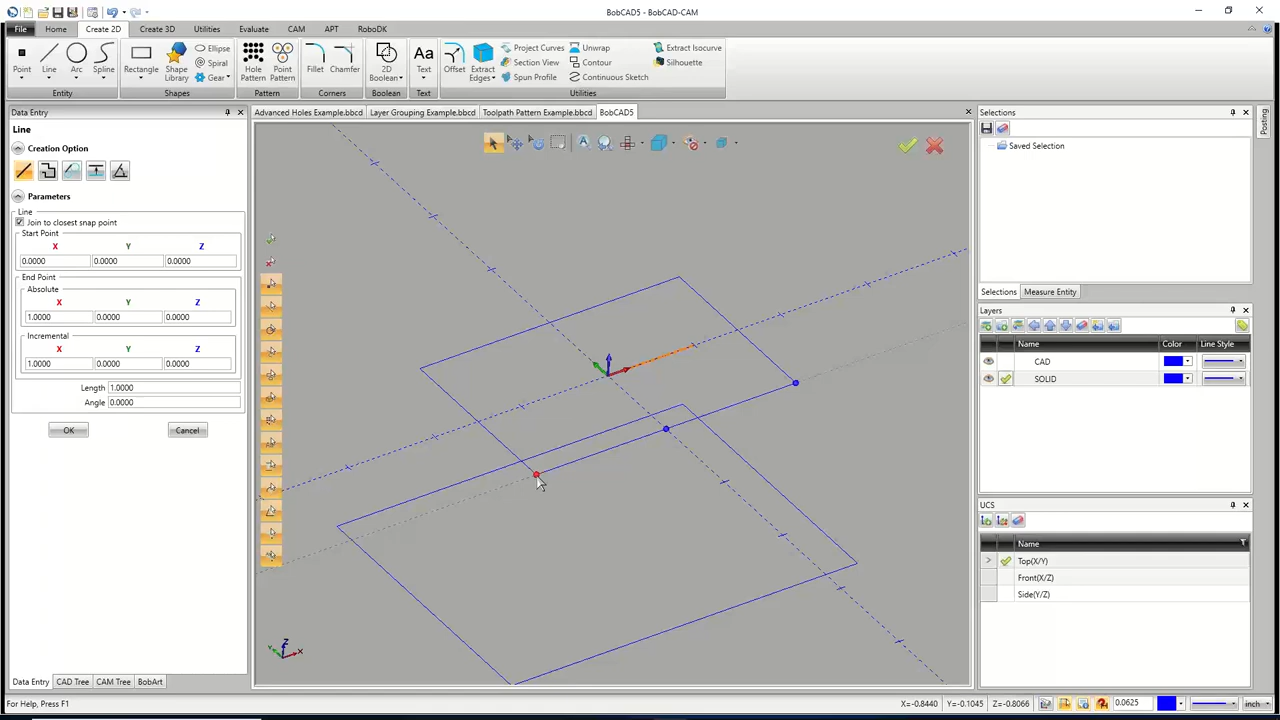 BobCAD5 - BobCAD-CAM
File Home Create 2D Create 3D Utilities Evaluate CAM APT RoboDK
Point Line Arc Spline Rectangle Shape Library Ellipse Spiral Gear Hole Pattern Point Pattern Fillet Chamfer 2D Boolean Text Offset Extract Edges Project Curves Section View Spun Profile Unwrap Contour Continuous Sketch Extract Isocurve Silhouette
Entity Shapes Pattern Corners Boolean Text Utilities
Data Entry
Advanced Holes Example.bbcd Layer Grouping Example.bbcd Toolpath Pattern Example.bbcd BobCAD5
Line
Creation Option
Parameters
Line
Join to closest snap point
Start Point
X Y Z
0.0000 0.0000 0.0000
End Point
Absolute
X Y Z
1.0000 0.0000 0.0000
Incremental
X Y Z
1.0000 0.0000 0.0000
Length 1.0000
Angle 0.0000
OK Cancel
Z
Y X
Data Entry CAD Tree CAM Tree BobArt
Selections
Saved Selection
Posting
Selections Measure Entity
Layers
Name Color Line Style
CAD
SOLID
UCS
Name
Top(X/Y)
Front(X/Z)
Side(Y/Z)
For Help, Press F1
X=-0.8440 Y=-0.1045 Z=-0.8066 0.0625 inch